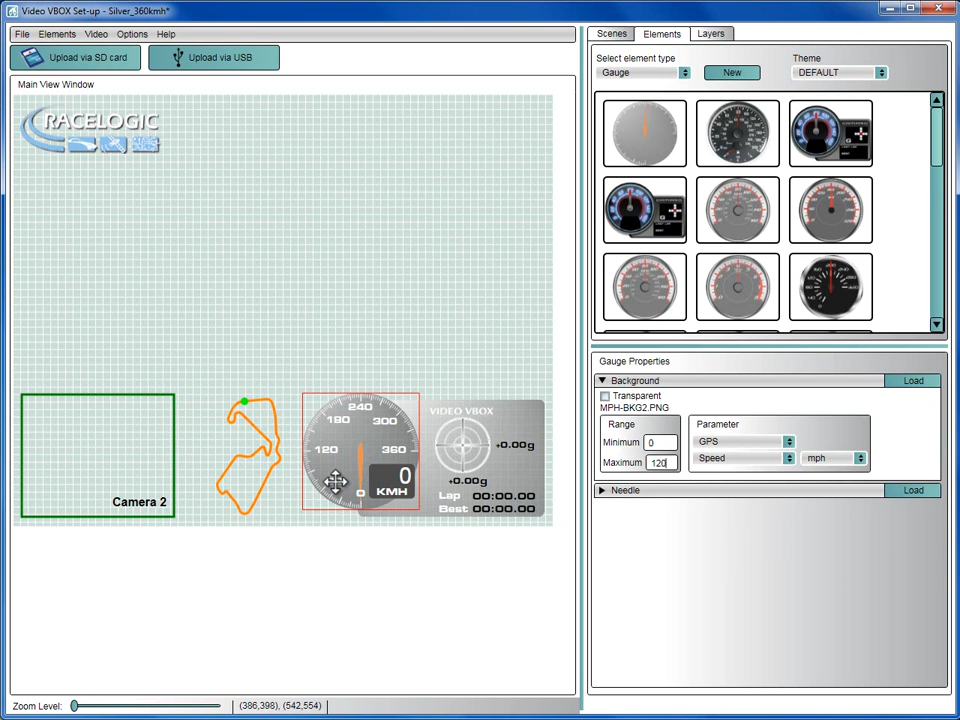 Video VBOX Set-up - Silver_360kmh*
File Elements Video Options Help
Upload via SD card Upload via USB
Main View Window
RACELOGIC
Camera 2
120 180 240 300 360
0
0
KMH
VIDEO VBOX
+0.00g
+0.00g
Lap 00:00.00
Best 00:00.00
Zoom Level: (386,398), (542,554)
Scenes Elements Layers
Select element type Theme
Gauge New DEFAULT
Gauge Properties
Background Load
Transparent
MPH-BKG2.PNG
Range Parameter
Minimum 0 GPS
Maximum 120 Speed mph
Needle Load